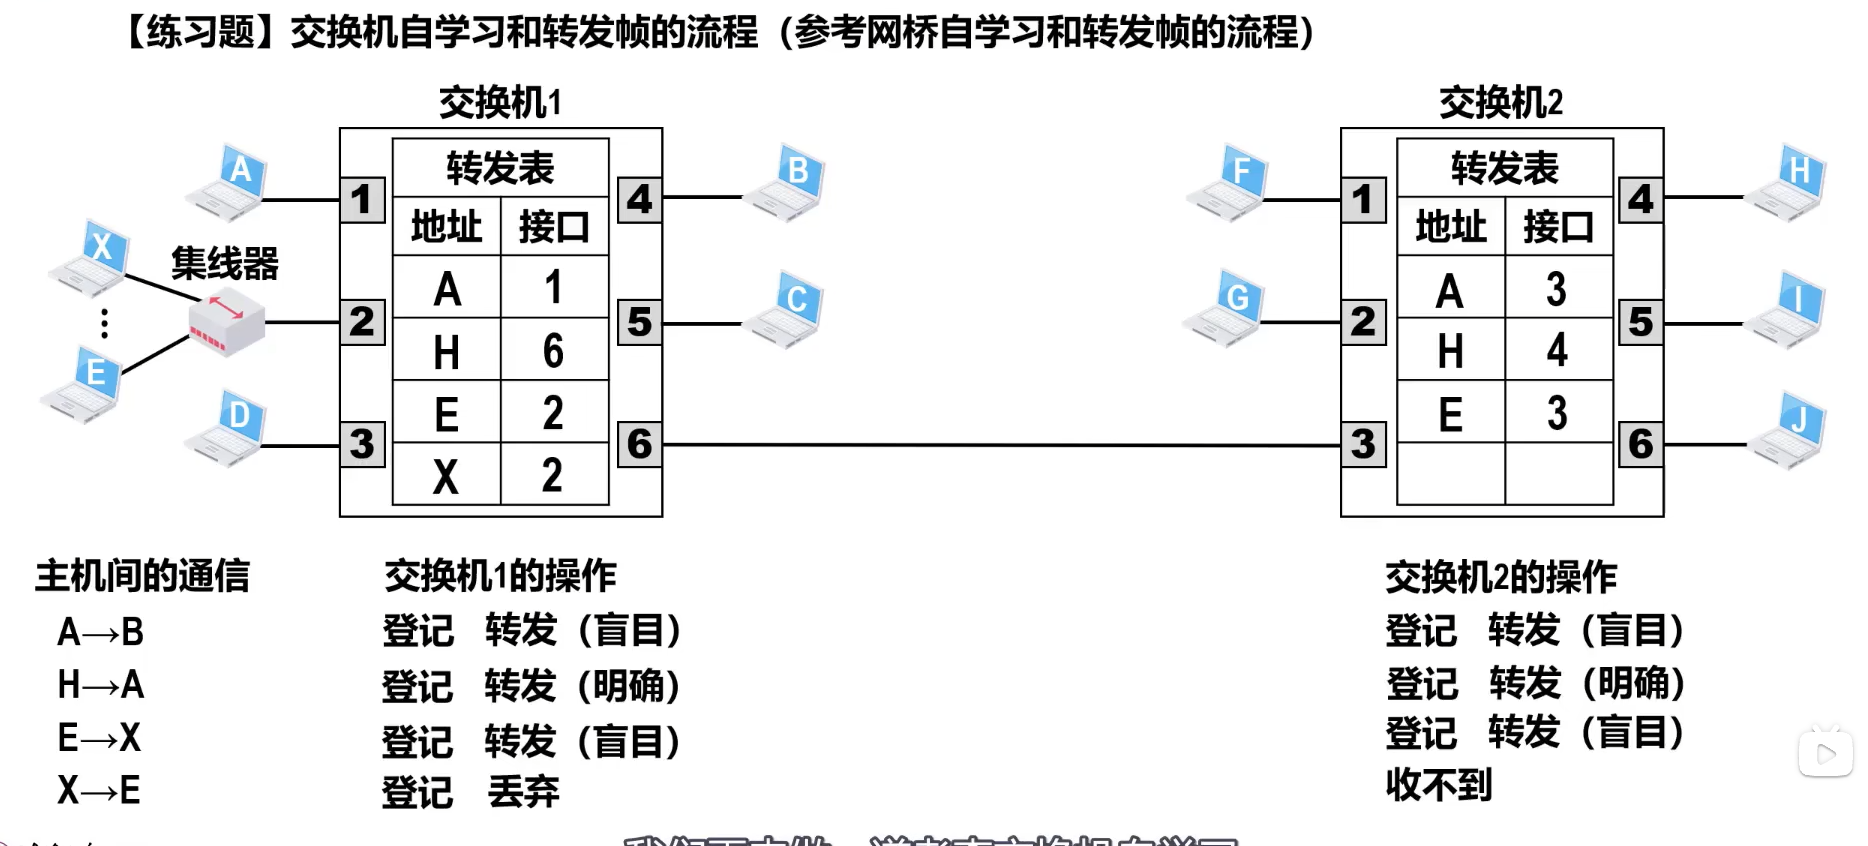 【练习题】交换机自学习和转发帧的流程（参考网桥自学习和转发帧的流程）
交换机1
交换机2
A
X
集线器
E
D
1
2
3
转发表
地址 接口
A 1
H 6
E 2
X 2
4
5
6
B
C
F
G
1
2
3
转发表
地址 接口
A 3
H 4
E 3
4
5
6
H
I
J
主机间的通信 交换机1的操作 交换机2的操作
A→B 登记 转发（盲目） 登记 转发（盲目）
H→A 登记 转发（明确） 登记 转发（明确）
E→X 登记 转发（盲目） 登记 转发（盲目）
X→E 登记 丢弃 收不到